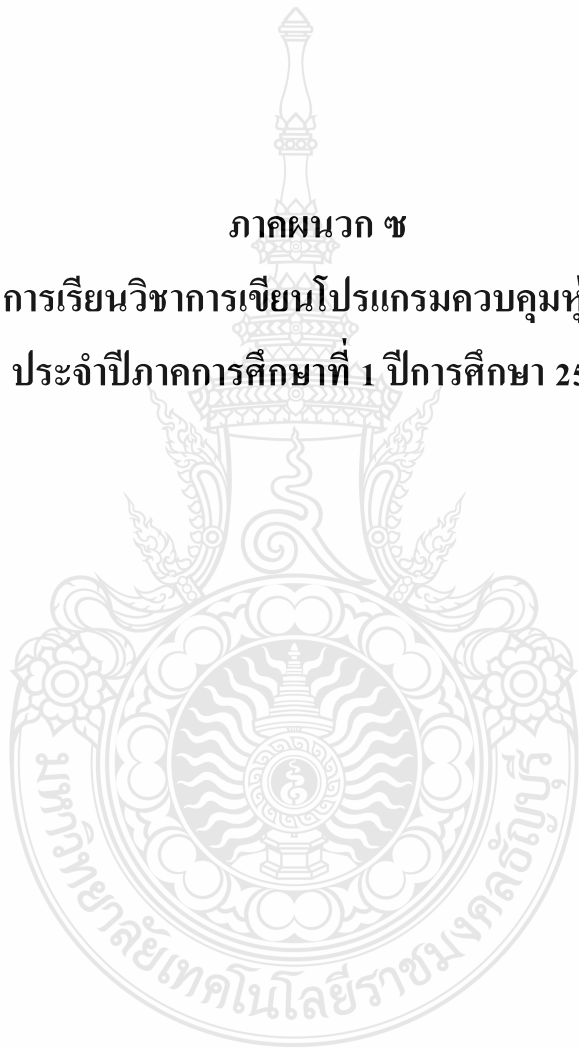 ภาคผนวก ซ
การเรียนวิชาการเขียนโปรแกรมควบคุม
ประจำปีภาคการศึกษาที่ 1 ปีการศึกษา
มหาวิทยาลัยเทคโนโลยีราชมงคลธัญบุรี